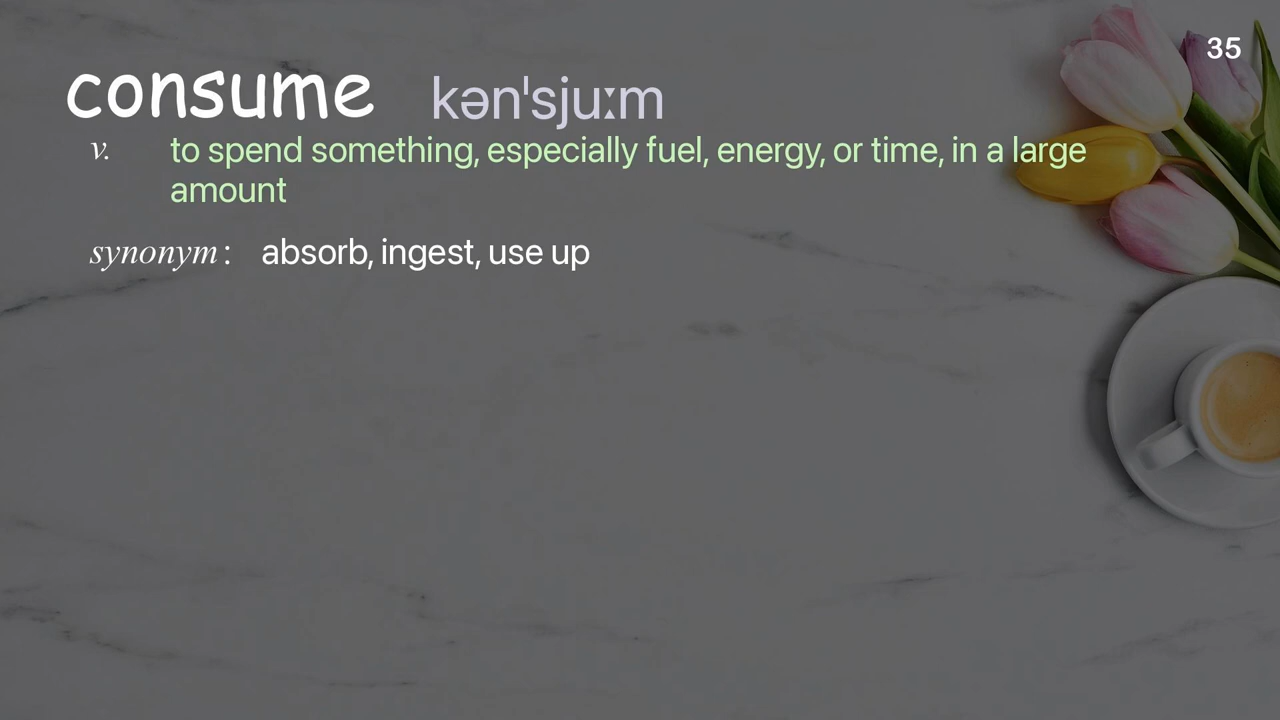 35
consume kən'sjuːm
v. to spend something, especially fuel, energy, or time, in a large
amount
synonym : absorb, ingest, use up